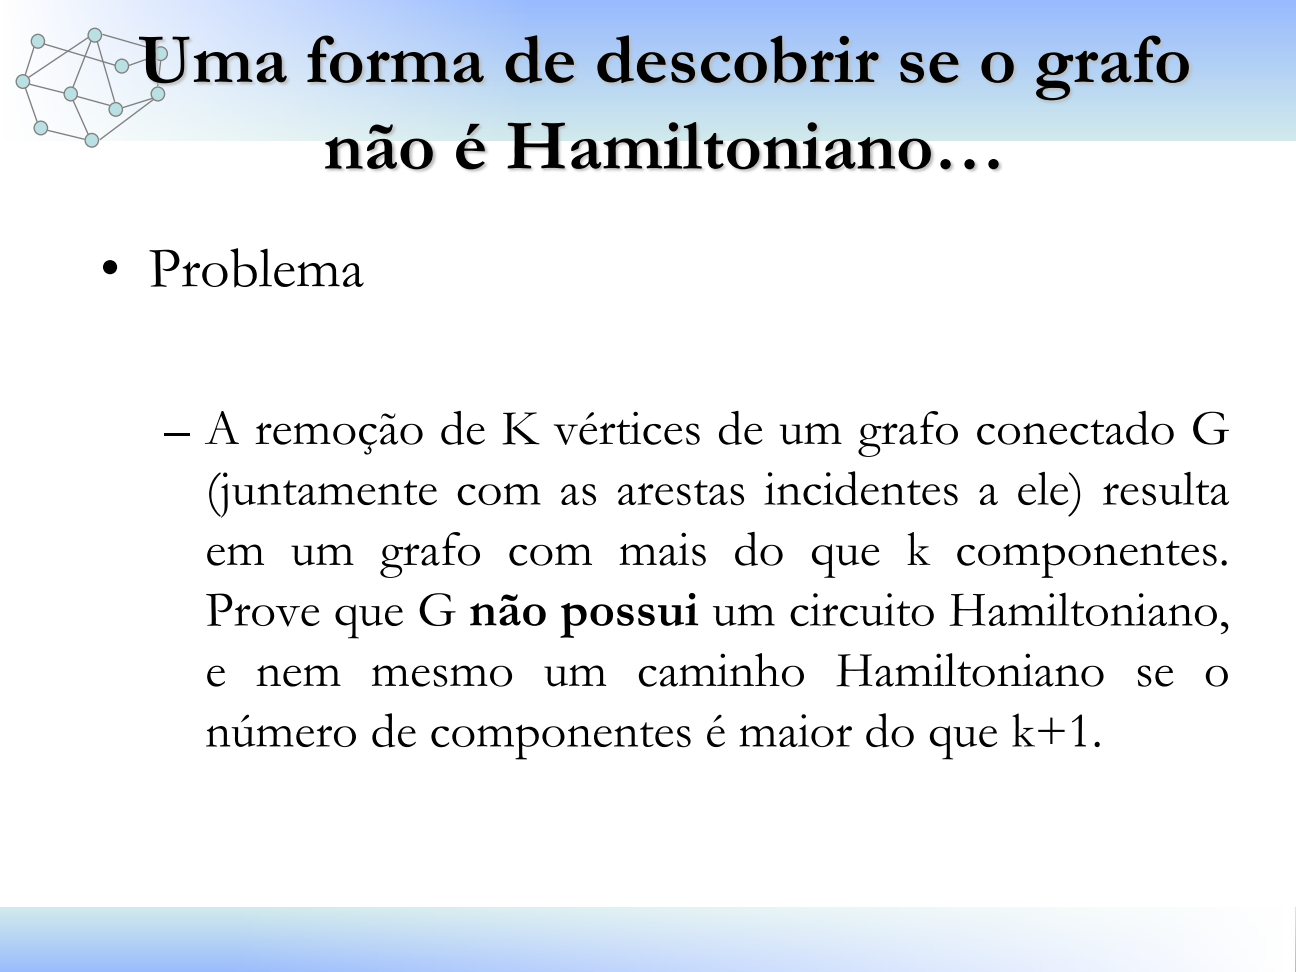 Uma forma de descobrir se o grafo
não é Hamiltoniano…
• Problema
– A remoção de K vértices de um grafo conectado G
(juntamente com as arestas incidentes a ele) resulta
em um grafo com mais do que k componentes.
Prove que G não possui um circuito Hamiltoniano,
e nem mesmo um caminho Hamiltoniano se o
número de componentes é maior do que k+1.